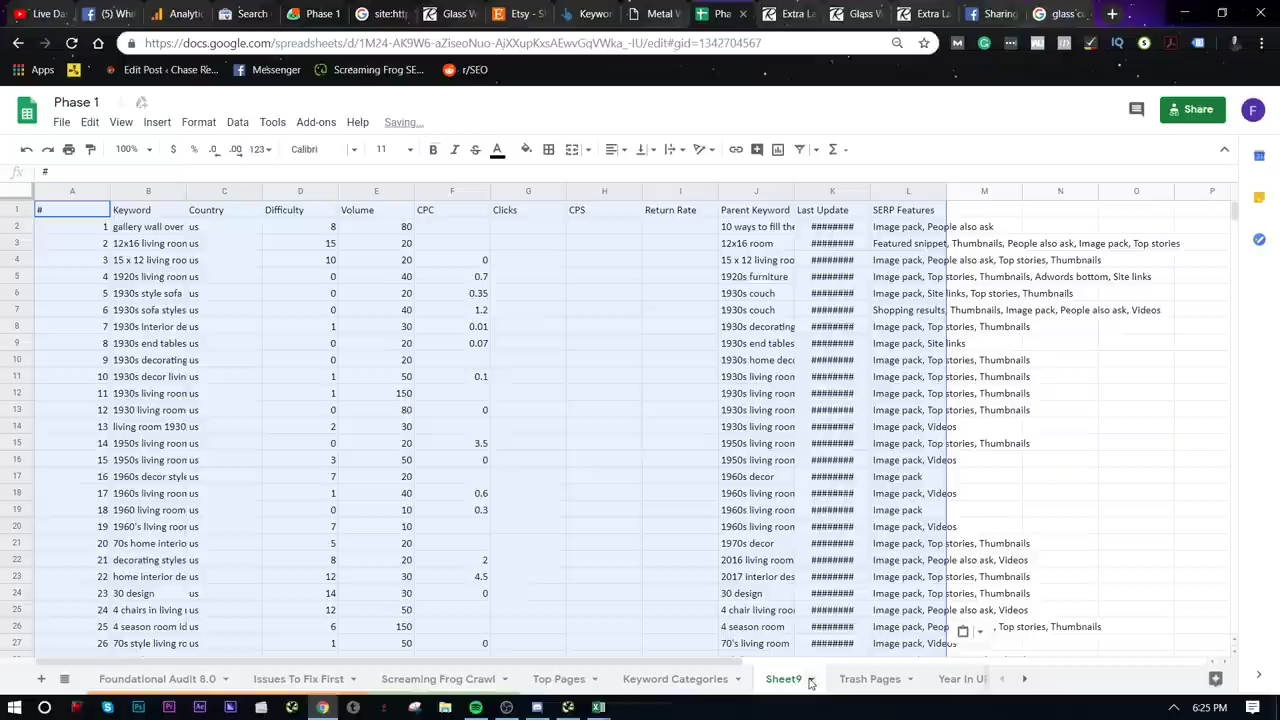 Live Da
Analytic
Phase 1
site:http
Glass W
Etsy - S
Keywor
Metal W
Pha
Extra La
Glass W
Extra La
Sharing
glass co
https://docs.google.com/spreadsheets/d/1M24-AK9W6-aZiseoNuo-AjXXupKxsAEwvGqVWka_-IU/edit#gid=1342704567
Apps
Edit Post ‹ Chase Re...
Messenger
Screaming Frog SE...
r/SEO
Phase 1
File Edit View Insert Format Data Tools Add-ons Help Saving...
Share
F
100% $ % .0 .00 123 Calibri 11 B I S A
fx #
A B C D E F G H I J K L M N O P
1 # Keyword Country Difficulty Volume CPC Clicks CPS Return Rate Parent Keyword Last Update SERP Features
2 1 gallery wall over us 8 80 10 ways to fill the ######## Image pack, People also ask
3 2 12x16 living room us 15 20 12x16 room ######## Featured snippet, Thumbnails, People also ask, Image pack, Top stories
4 3 15 x 12 living roo us 10 20 0 15 x 12 living roo ######## Image pack, People also ask, Top stories, Thumbnails
5 4 1920s living room us 0 40 0.7 1920s furniture ######## Image pack, Top stories, Thumbnails, Adwords bottom, Site links
6 5 1930s style sofa us 0 20 0.35 1930s couch ######## Image pack, Site links, Top stories, Thumbnails
7 6 1930s sofa styles us 0 40 1.2 1930s couch ######## Shopping results, Thumbnails, Image pack, People also ask, Videos
8 7 1930s interior de us 1 30 0.01 1930s decorating ######## Image pack, Top stories, Thumbnails
9 8 1930s end tables us 0 20 0.07 1930s end tables ######## Image pack, Site links
10 9 1930s decorating us 0 20 1930s home deco ######## Image pack, Top stories, Thumbnails
11 10 1930s decor livin us 1 50 0.1 1930s living room ######## Image pack, Top stories, Thumbnails
12 11 1930s living room us 1 150 1930s living room ######## Image pack, Top stories, Thumbnails
13 12 1930 living room us 0 80 0 1930s living room ######## Image pack, Top stories, Thumbnails
14 13 living room 1930 us 2 30 1930s living room ######## Image pack, Videos
15 14 1950s living room us 0 20 3.5 1950s living room ######## Image pack, Top stories, Thumbnails
16 15 1950s living room us 3 50 0 1950s living room ######## Image pack, Videos
17 16 1960s decor style us 7 20 1960s decor ######## Image pack
18 17 1960s living room us 1 40 0.6 1960s living room ######## Image pack, Videos
19 18 1960 living room us 0 10 0.3 1960s living room ######## Image pack
20 19 1960's living roo us 7 10 1960s living room ######## Image pack, Videos
21 20 70s home interio us 5 20 1970s decor ######## Image pack, Top stories, Thumbnails
22 21 decorating styles us 8 20 2 2016 living room ######## Image pack, People also ask, Videos
23 22 home interior de us 12 30 4.5 2017 interior des ######## Image pack, Top stories, Thumbnails
24 23 30 design us 14 30 0 30 design ######## Image pack, Top stories, Thumbnails
25 24 4 chairs in living r us 12 50 4 chair living roo ######## Image pack, People also ask, Videos
26 25 4 season room id us 6 150 4 season room ######## Image pack, People also ask, Top stories, Thumbnails
27 26 70s style living ro us 1 50 0 70's living room ######## Image pack, Videos
Foundational Audit 8.0 Issues To Fix First Screaming Frog Crawl Top Pages Keyword Categories Sheet9 Trash Pages Year In U
6:25 PM